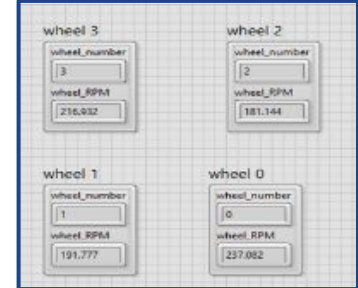 wheel 3
wheel_number
3
wheel_RPM
216.932
wheel 2
wheel_number
2
wheel_RPM
181.144
wheel 1
wheel_number
1
wheel_RPM
191.777
wheel 0
wheel_number
0
wheel_RPM
237.082